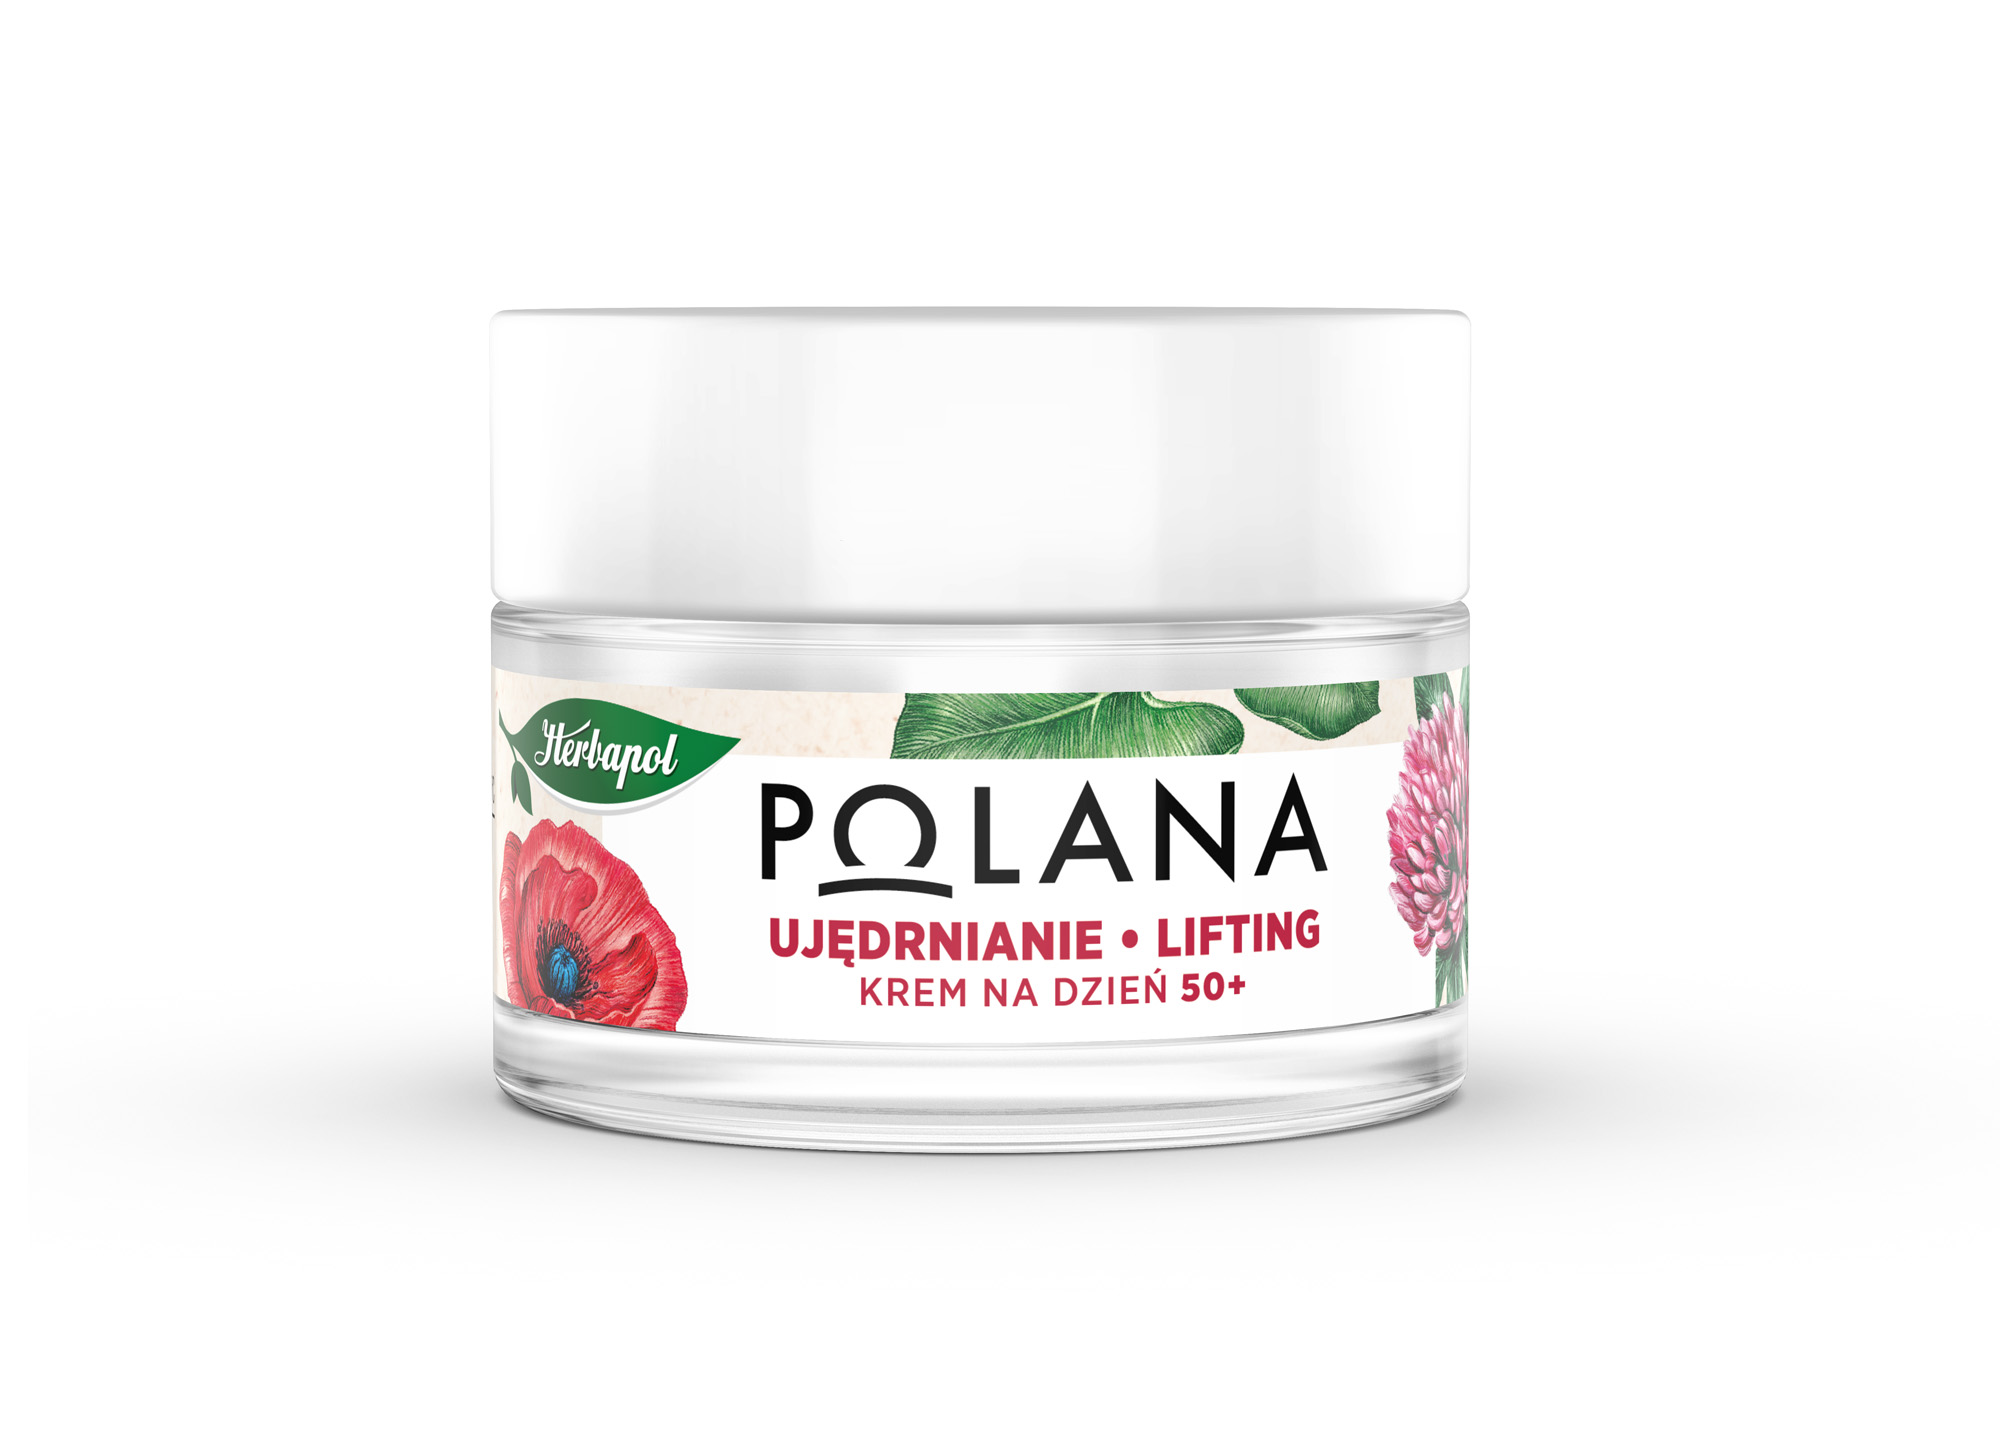 Herbapol
POLANA
UJĘDRNIANIE • LIFTING
KREM NA DZIEŃ 50+